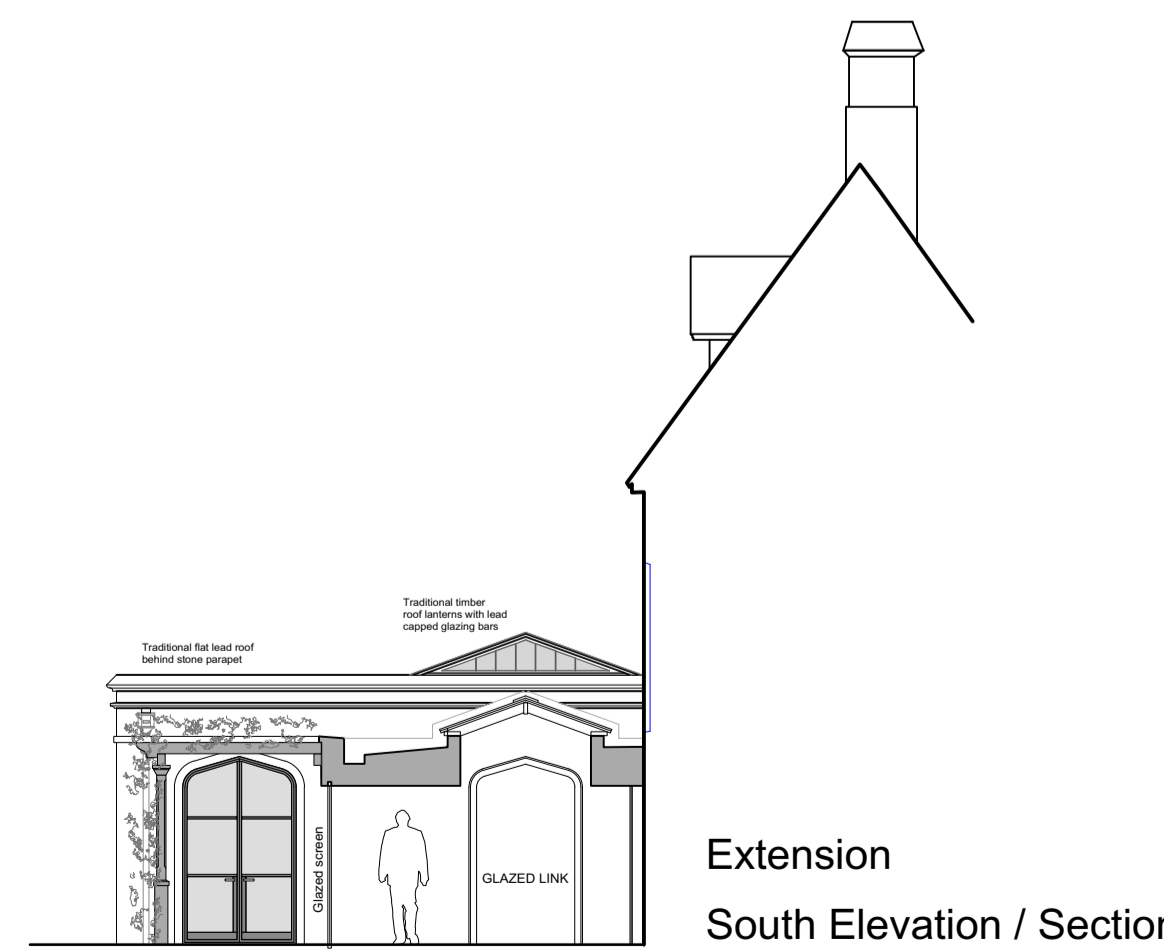 Traditional timber
roof lanterns with lead
capped glazing bars
Traditional flat lead roof
behind stone parapet
Glazed screen
GLAZED LINK
Extension
South Elevation / Section